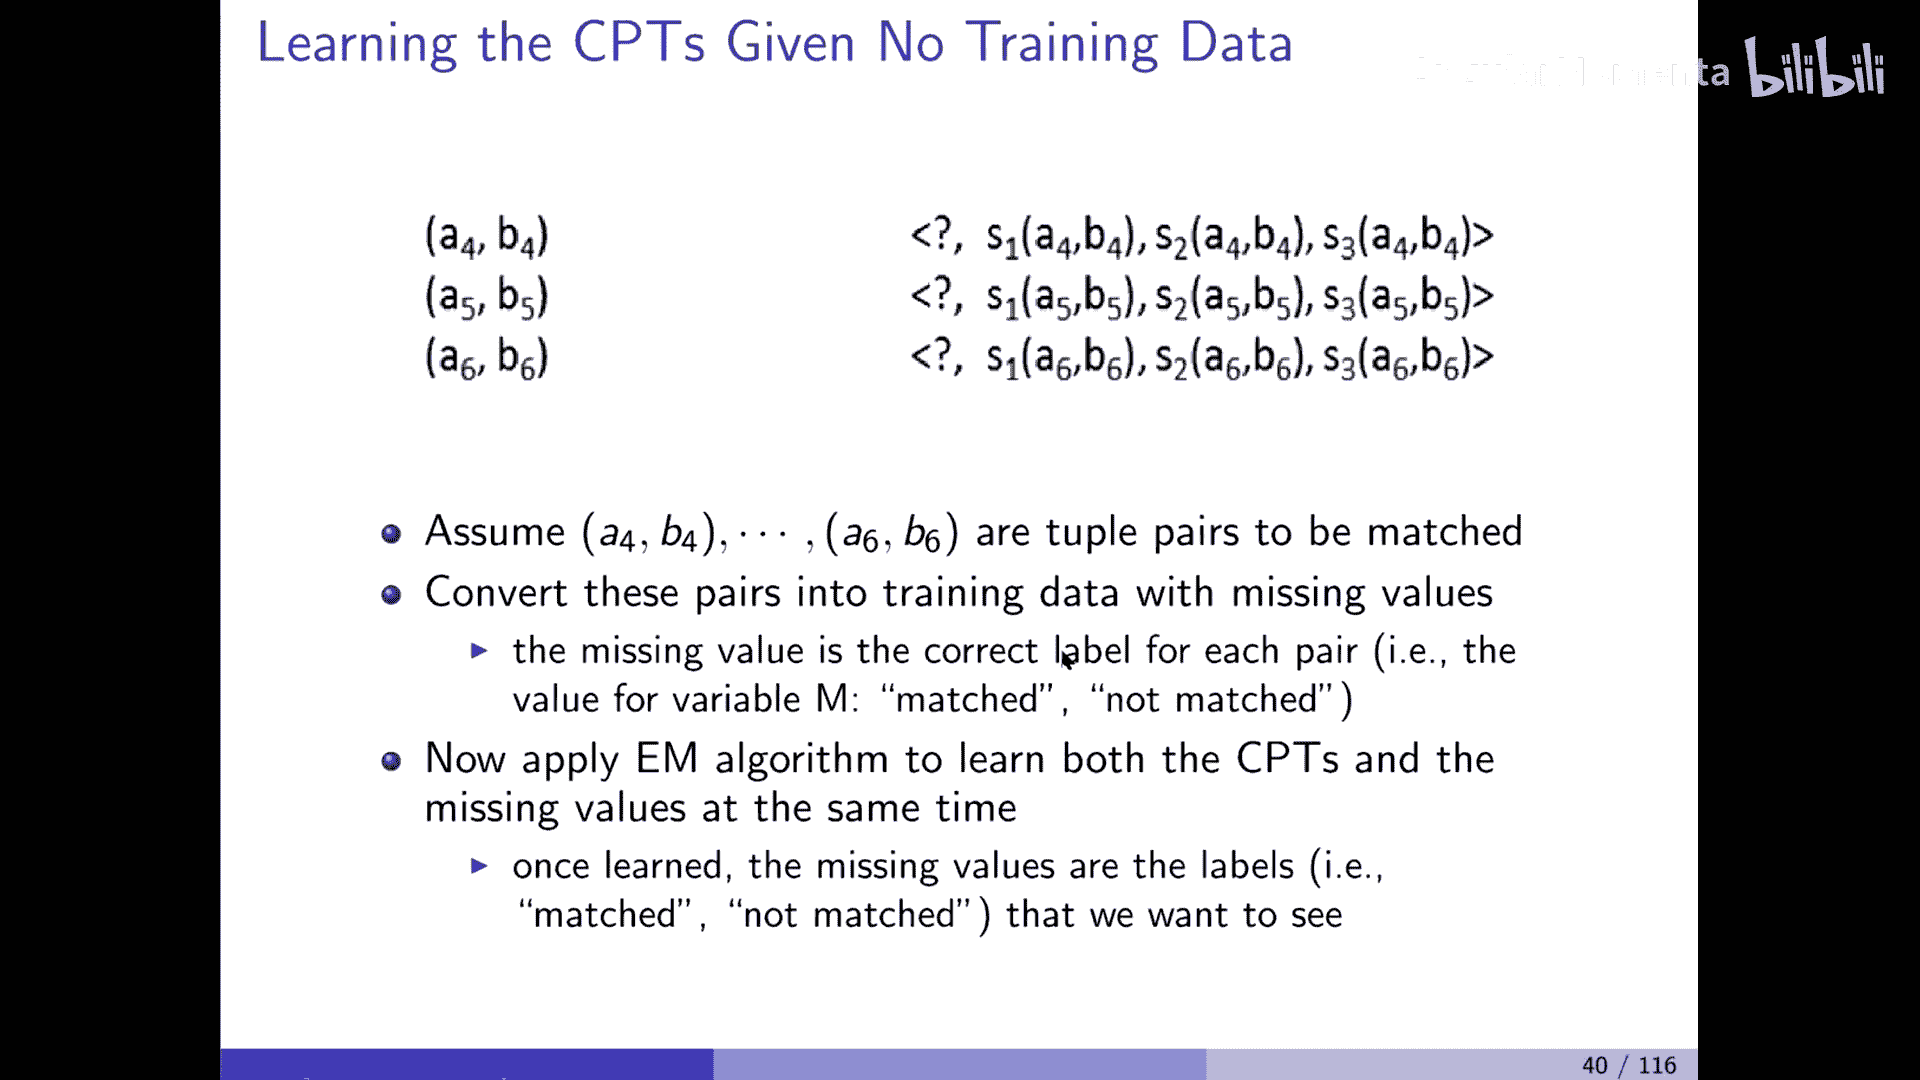 Learning the CPTs Given No Training Data
ta bilibili
(a₄, b₄) <?, s₁(a₄,b₄), s₂(a₄,b₄), s₃(a₄,b₄)>
(a₅, b₅) <?, s₁(a₅,b₅), s₂(a₅,b₅), s₃(a₅,b₅)>
(a₆, b₆) <?, s₁(a₆,b₆), s₂(a₆,b₆), s₃(a₆,b₆)>
Assume (a₄, b₄), ··· , (a₆, b₆) are tuple pairs to be matched
Convert these pairs into training data with missing values
the missing value is the correct label for each pair (i.e., the
value for variable M: “matched”, “not matched”)
Now apply EM algorithm to learn both the CPTs and the
missing values at the same time
once learned, the missing values are the labels (i.e.,
“matched”, “not matched”) that we want to see
40 / 116